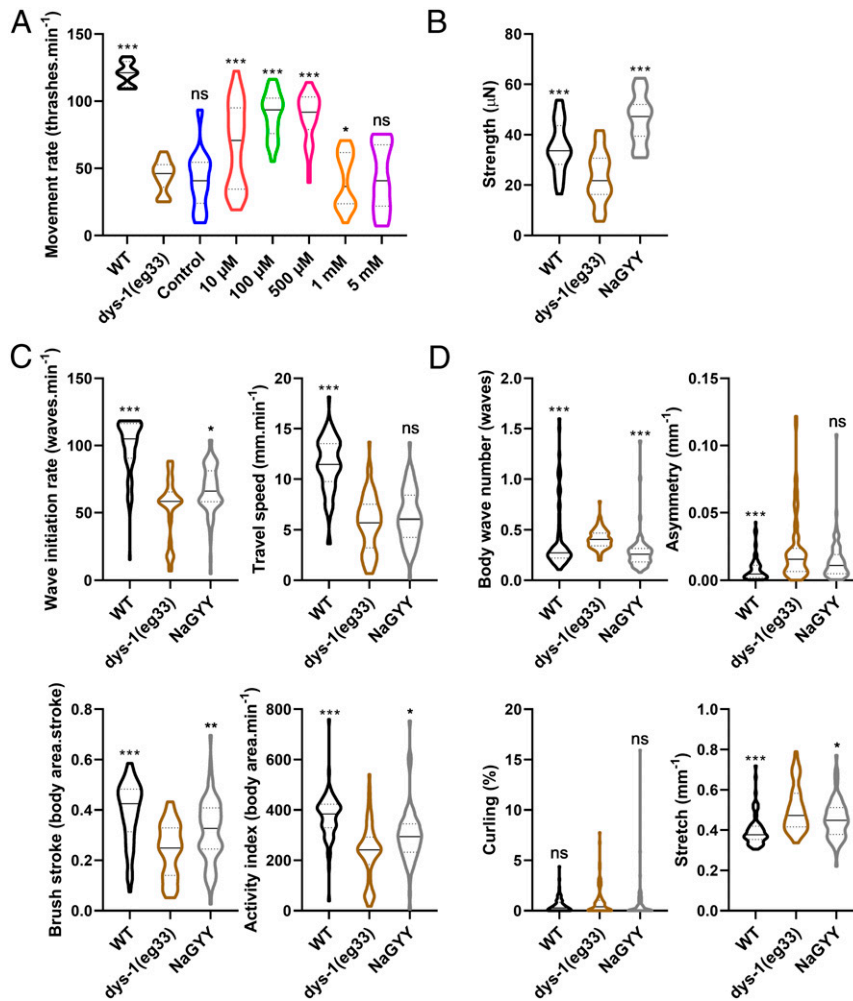 A
Movement rate (thrashes.min⁻¹)
150
100
50
0
***
ns
***
***
***
*
ns
WT
dys-1(eg33)
Control
10 µM
100 µM
500 µM
1 mM
5 mM
B
Strength (µN)
80
60
40
20
0
***
***
WT
dys-1(eg33)
NaGYY
C
Wave initiation rate (waves.min⁻¹)
150
100
50
0
***
*
WT
dys-1(eg33)
NaGYY
Travel speed (mm.min⁻¹)
20
15
10
5
0
***
ns
WT
dys-1(eg33)
NaGYY
D
Body wave number (waves)
2.0
1.5
1.0
0.5
0.0
***
***
WT
dys-1(eg33)
NaGYY
Asymmetry (mm⁻¹)
0.15
0.10
0.05
0.00
***
ns
WT
dys-1(eg33)
NaGYY
Brush stroke (body area.stroke)
0.8
0.6
0.4
0.2
0.0
***
**
WT
dys-1(eg33)
NaGYY
Activity index (body area.min⁻¹)
800
600
400
200
0
***
*
WT
dys-1(eg33)
NaGYY
Curling (%)
20
15
10
5
0
ns
ns
WT
dys-1(eg33)
NaGYY
Stretch (mm⁻¹)
1.0
0.8
0.6
0.4
0.2
0.0
***
*
WT
dys-1(eg33)
NaGYY